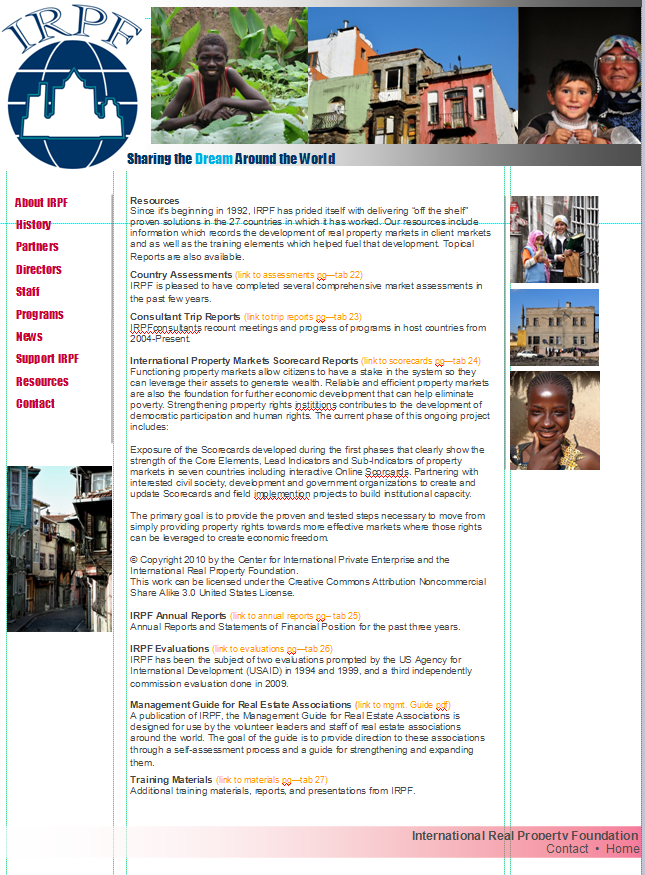 IRPF
Sharing the Dream Around the World
About IRPF
History
Partners
Directors
Staff
Programs
News
Support IRPF
Resources
Contact
Resources
Since it's beginning in 1992, IRPF has prided itself with delivering "off the shelf"
proven solutions in the 27 countries in which it has worked. Our resources include
information which records the development of real property markets in client markets
and as well as the training elements which helped fuel that development. Topical
Reports are also available.
Country Assessments (link to assessments pg—tab 22)
IRPF is pleased to have completed several comprehensive market assessments in
the past few years.
Consultant Trip Reports (link to trip reports pg—tab 23)
IRPFconsultants recount meetings and progress of programs in host countries from
2004-Present.
International Property Markets Scorecard Reports (link to scorecards pg—tab 24)
Functioning property markets allow citizens to have a stake in the system so they
can leverage their assets to generate wealth. Reliable and efficient property markets
are also the foundation for further economic development that can help eliminate
poverty. Strengthening property rights institiions contributes to the development of
democratic participation and human rights. The current phase of this ongoing project
includes:
Exposure of the Scorecards developed during the first phases that clearly show the
strength of the Core Elements, Lead Indicators and Sub-Indicators of property
markets in seven countries including interactive Online Scorcards. Partnering with
interested civil society, development and government organizations to create and
update Scorecards and field implemention projects to build institutional capacity.
The primary goal is to provide the proven and tested steps necessary to move from
simply providing property rights towards more effective markets where those rights
can be leveraged to create economic freedom.
© Copyright 2010 by the Center for International Private Enterprise and the
International Real Property Foundation.
This work can be licensed under the Creative Commons Attribution Noncommercial
Share Alike 3.0 United States License.
IRPF Annual Reports (link to annual reports pg– tab 25)
Annual Reports and Statements of Financial Position for the past three years.
IRPF Evaluations (link to evaluations pg—tab 26)
IRPF has been the subject of two evaluations prompted by the US Agency for
International Development (USAID) in 1994 and 1999, and a third independently
commission evaluation done in 2009.
Management Guide for Real Estate Associations (link to mgmt. Guide pdf)
A publication of IRPF, the Management Guide for Real Estate Associations is
designed for use by the volunteer leaders and staff of real estate associations
around the world. The goal of the guide is to provide direction to these associations
through a self-assessment process and a guide for strengthening and expanding
them.
Training Materials (link to materials pg—tab 27)
Additional training materials, reports, and presentations from IRPF.
International Real Property Foundation
Contact • Home